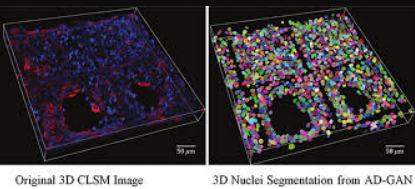 50 μm
50 μm
Original 3D CLSM Image
3D Nuclei Segmentation from AD-GAN